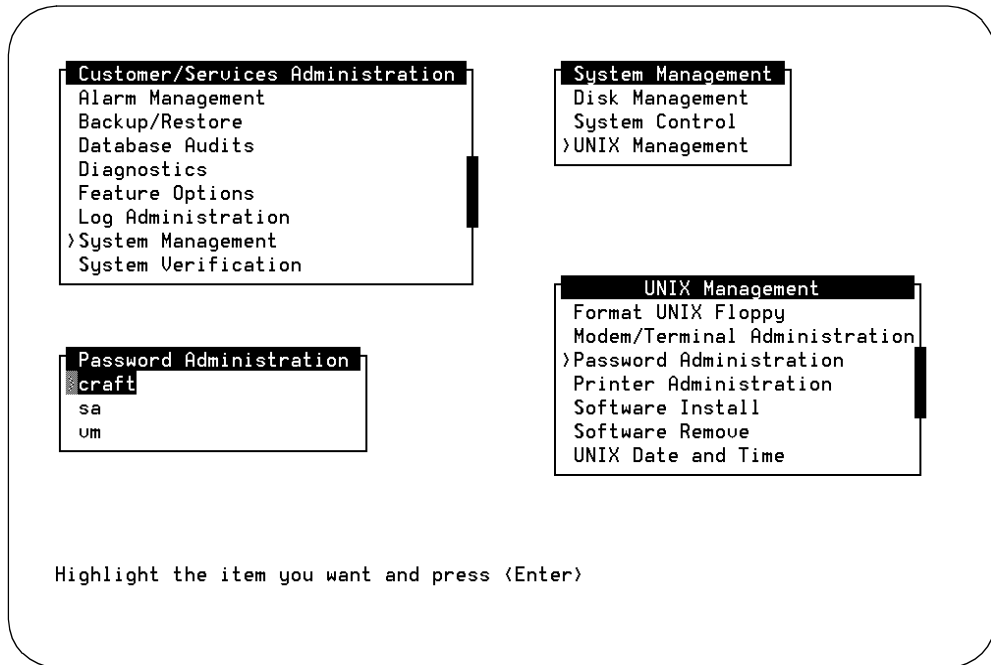 Customer/Services Administration
Alarm Management
Backup/Restore
Database Audits
Diagnostics
Feature Options
Log Administration
>System Management
System Verification
System Management
Disk Management
System Control
>UNIX Management
UNIX Management
Format UNIX Floppy
Modem/Terminal Administration
>Password Administration
Printer Administration
Software Install
Software Remove
UNIX Date and Time
Password Administration
>craft
sa
vm
Highlight the item you want and press <Enter>